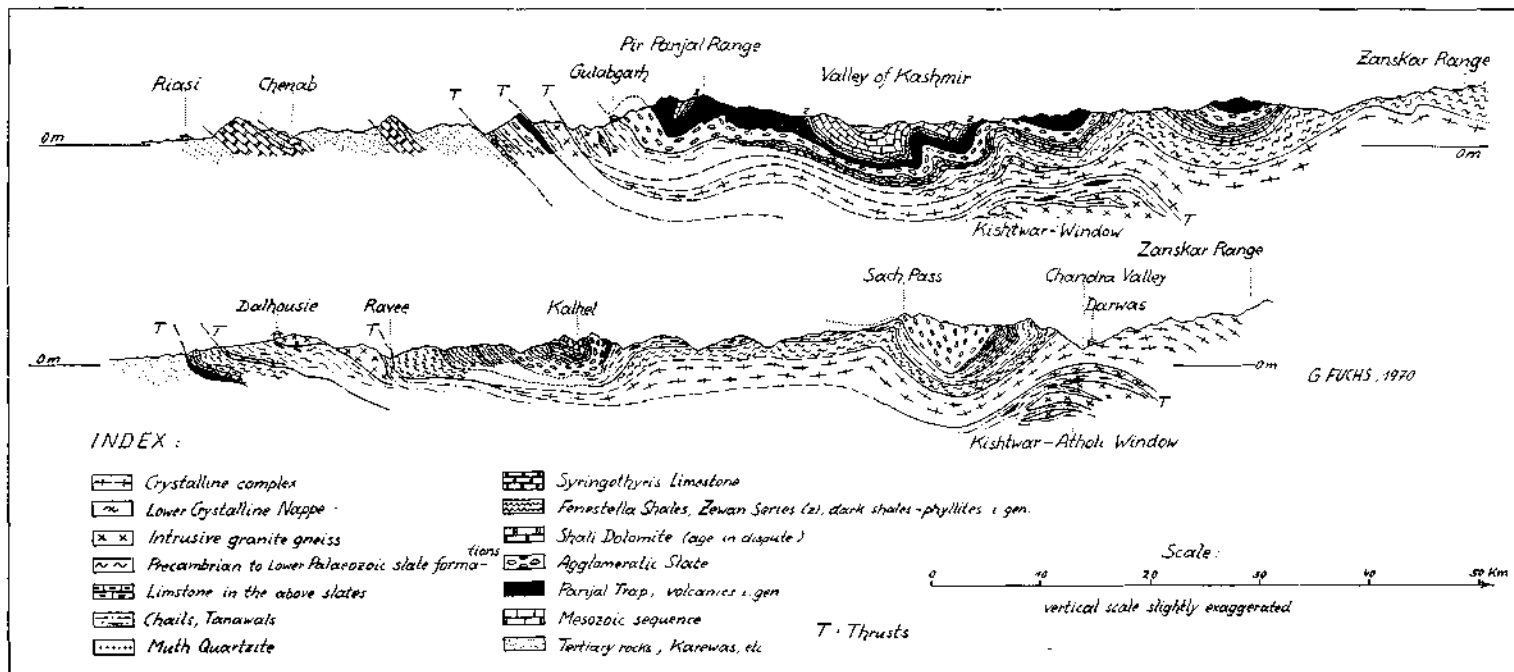 Pir Panjal Range
Zanskar Range
Riasi
Chenab
Gulabgarh
Valley of Kashmir
T
T
T
z
z
z
0m
0m
T
Kishtwar-Window
Zanskar Range
Sach Pass
Chandra Valley
Darwas
Dalhousie
Ravee
Kalhel
T
T
T
0m
0m
G FUCHS, 1970
T
Kishtwar-Atholi Window
INDEX :
Crystalline complex
Lower Crystalline Nappe
Intrusive granite gneiss
Precambrian to Lower Palaeozoic slate formations
Limstone in the above slates
Chails, Tanawals
Muth Quartzite
Syringothyris Limestone
Fenestella Shales, Zewan Series (z), dark shales-phyllites i. gen.
Shali Dolomite (age in dispute)
Agglomeratic Slate
Panjal Trap, volcanics i. gen
Mesozoic sequence
Tertiary rocks, Karewas, etc
Scale :
0 10 20 30 40 50 Km
vertical scale slightly exaggerated
T : Thrusts